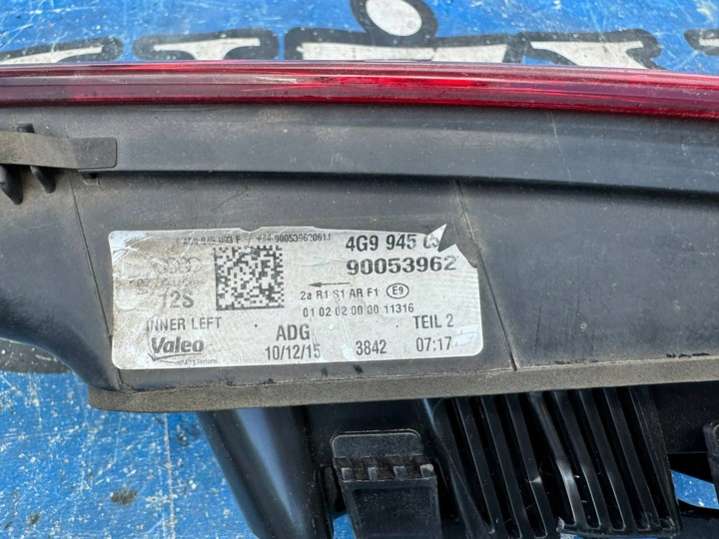 4G9 945
90053962
2a R1 S1 AR F1 E9
01 02 02 00 00 11316
12S
INNER LEFT
Valeo
ADG
TEIL 2
10/12/15
3842
07:17